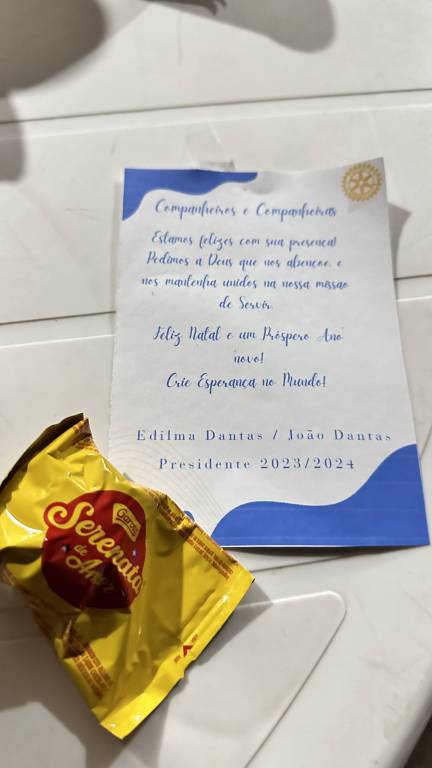 Companheiros e Companheiras
Estamos felizes com sua presença!
Pedimos a Deus que nos abençoe, e
nos mantenha unidos na nossa missão
de Servir.
Feliz Natal e um Próspero Ano
novo!
Crie Esperança no Mundo!
Edilma Dantas / João Dantas
Presidente 2023/2024
Garoto
Serenata
de Amor